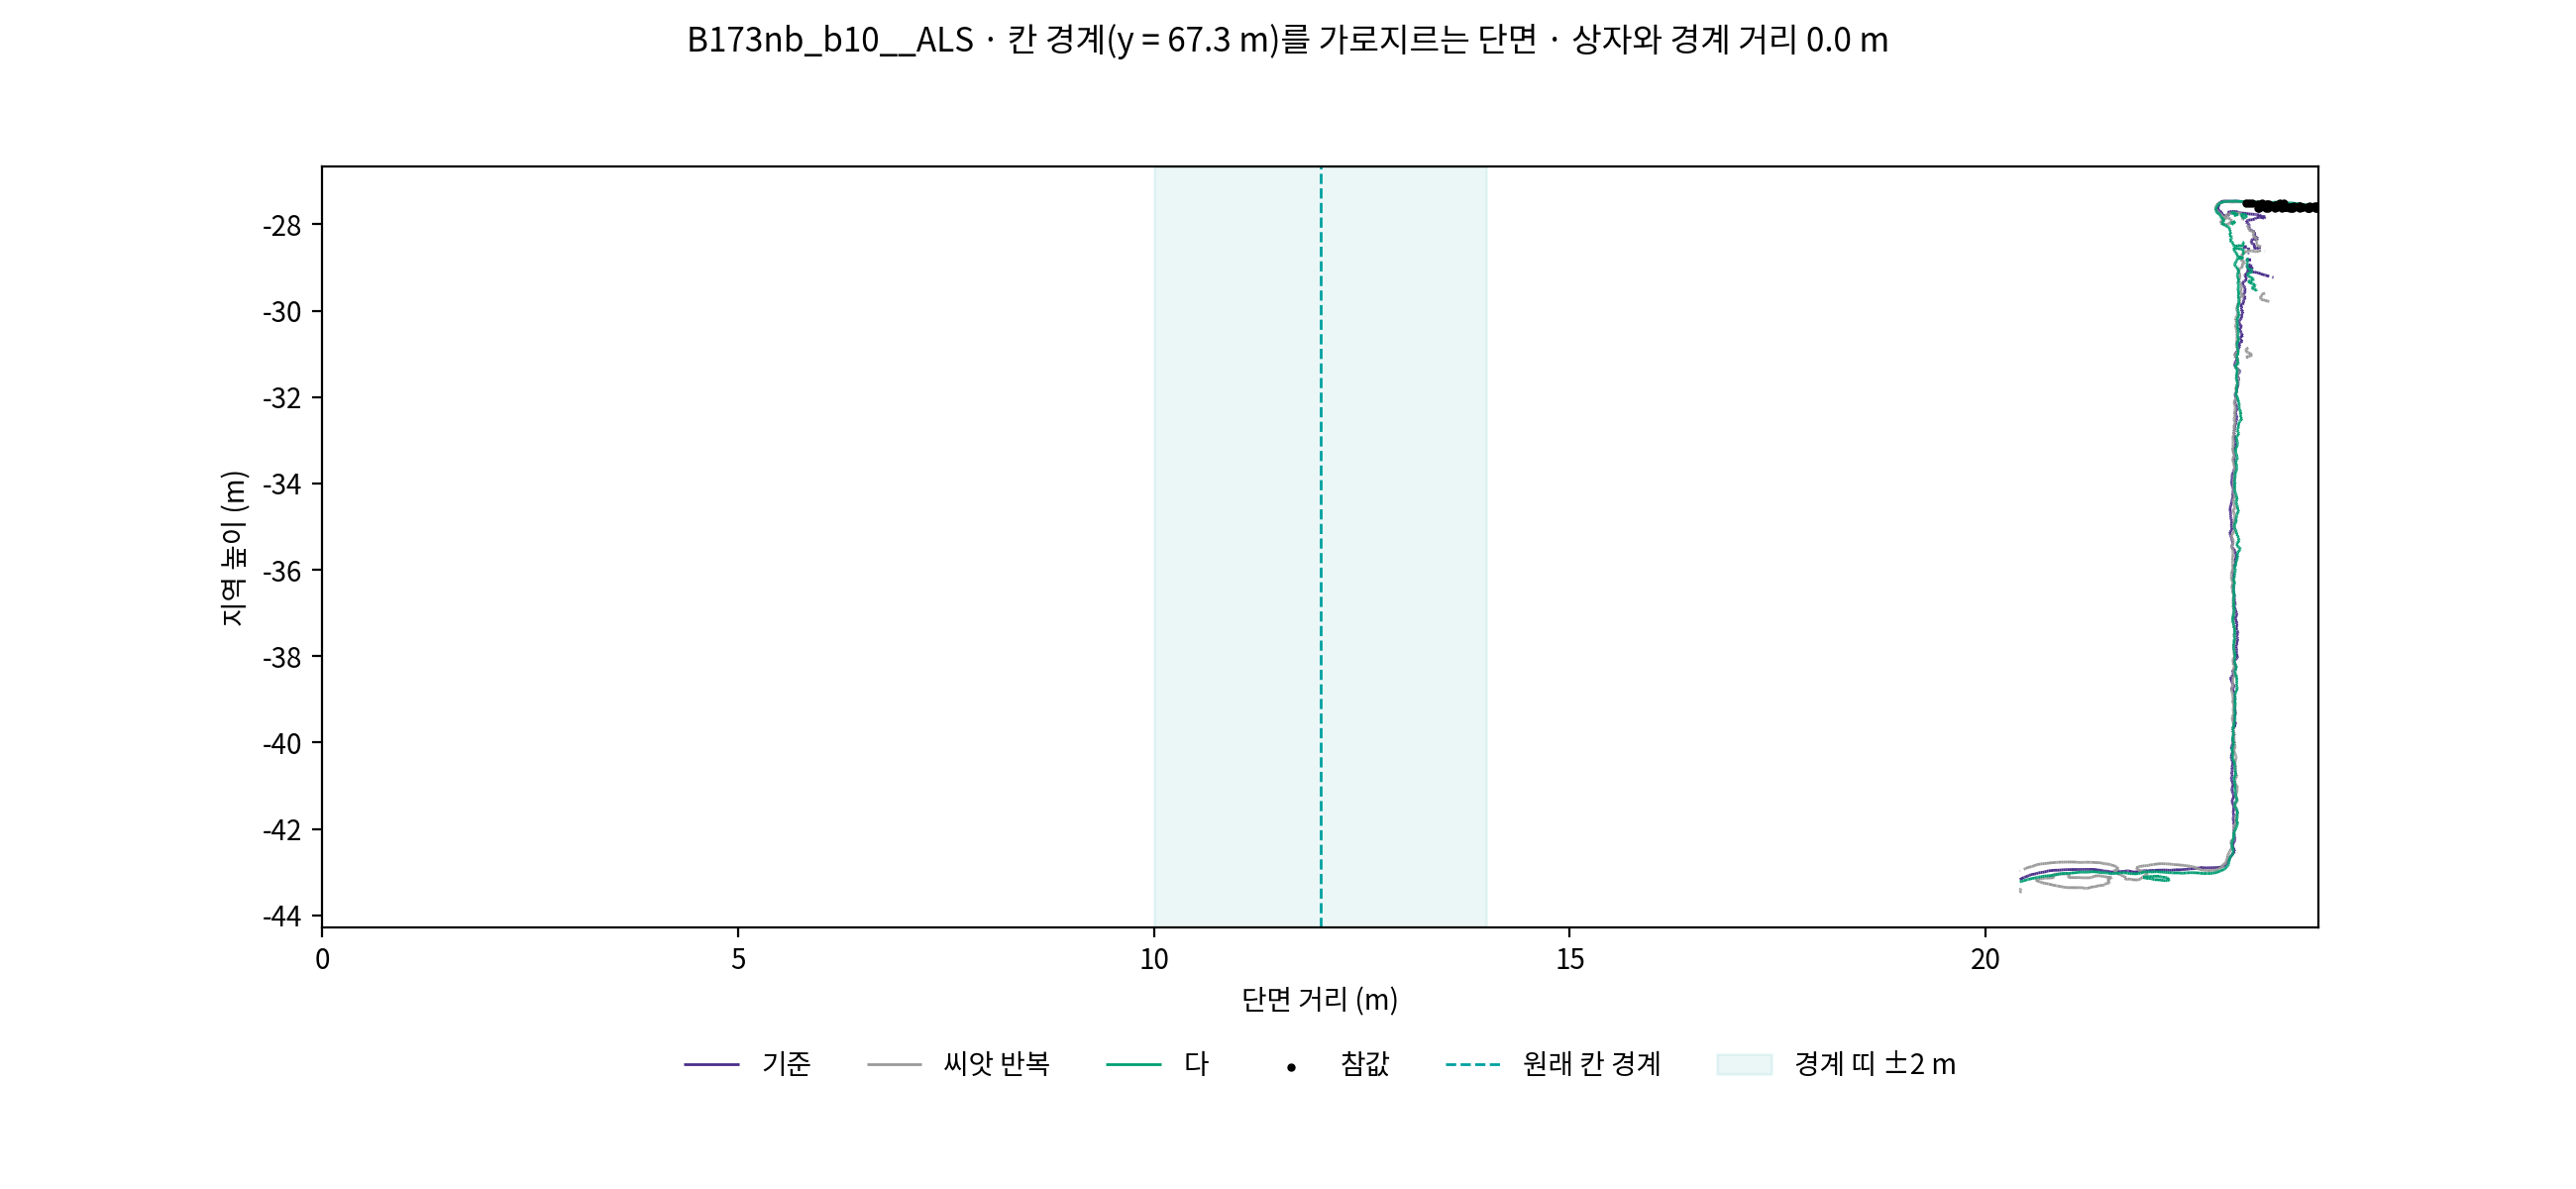 B173nb_b10__ALS · 칸 경계(y = 67.3 m)를 가로지르는 단면 · 상자와 경계 거리 0.0 m
지역 높이 (m)
-28
-30
-32
-34
-36
-38
-40
-42
-44
0 5 10 15 20
단면 거리 (m)
기준 씨앗 반복 다 참값 원래 칸 경계 경계 띠 ±2 m